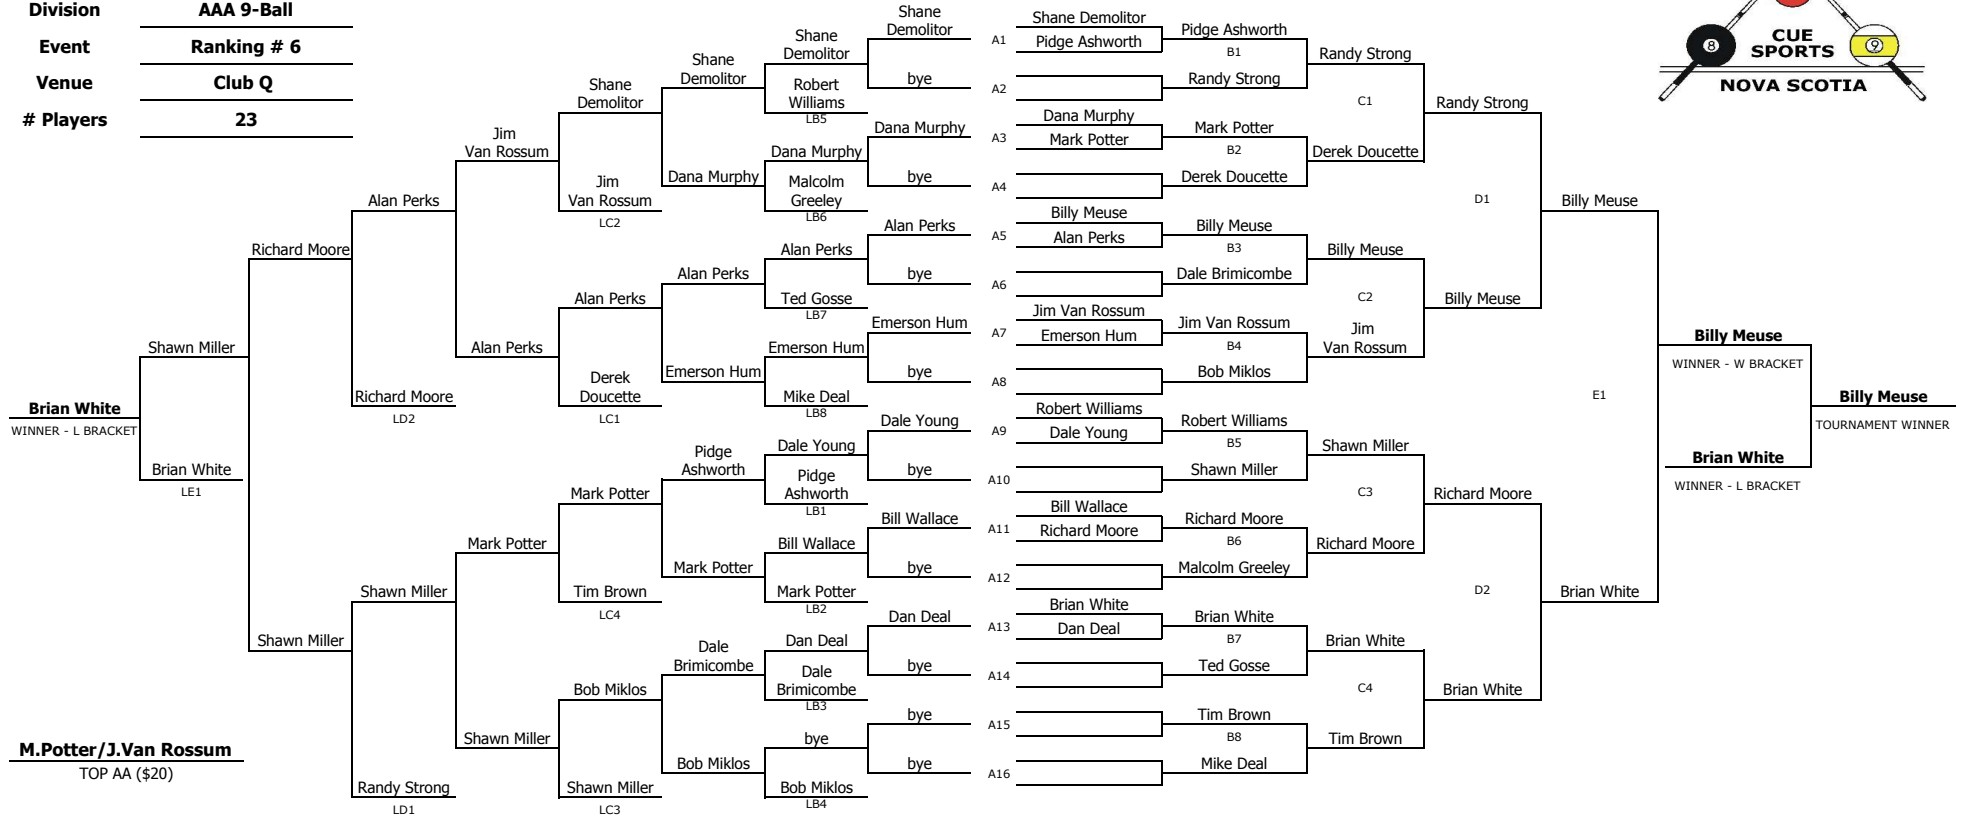 Division AAA 9-Ball
Event Ranking # 6
Venue Club Q
# Players 23
8
9
CUE
SPORTS
NOVA SCOTIA
Brian White
WINNER - L BRACKET
Shawn Miller
Brian White
LE1
Richard Moore
Shawn Miller
Alan Perks
Richard Moore
LD2
Shawn Miller
Randy Strong
LD1
Jim
Van Rossum
Alan Perks
Mark Potter
Shawn Miller
Shane
Demolitor
Jim
Van Rossum
LC2
Alan Perks
Derek
Doucette
LC1
Mark Potter
Tim Brown
LC4
Bob Miklos
Shawn Miller
LC3
Shane
Demolitor
Dana Murphy
Alan Perks
Emerson Hum
Pidge
Ashworth
Mark Potter
Dale
Brimicombe
Bob Miklos
Shane
Demolitor
Robert
Williams
LB5
Dana Murphy
Malcolm
Greeley
LB6
Alan Perks
Ted Gosse
LB7
Emerson Hum
Mike Deal
LB8
Dale Young
Pidge
Ashworth
LB1
Bill Wallace
Mark Potter
LB2
Dan Deal
Dale
Brimicombe
LB3
bye
Bob Miklos
LB4
Shane
Demolitor
bye
Dana Murphy
bye
Alan Perks
bye
Emerson Hum
bye
Dale Young
bye
Bill Wallace
bye
Dan Deal
bye
bye
bye
A1
A2
A3
A4
A5
A6
A7
A8
A9
A10
A11
A12
A13
A14
A15
A16
Shane Demolitor
Pidge Ashworth
Dana Murphy
Mark Potter
Billy Meuse
Alan Perks
Jim Van Rossum
Emerson Hum
Robert Williams
Dale Young
Bill Wallace
Richard Moore
Brian White
Dan Deal
Pidge Ashworth
B1
Randy Strong
Mark Potter
B2
Derek Doucette
Billy Meuse
B3
Dale Brimicombe
Jim Van Rossum
B4
Bob Miklos
Robert Williams
B5
Shawn Miller
Richard Moore
B6
Malcolm Greeley
Brian White
B7
Ted Gosse
Tim Brown
B8
Mike Deal
Randy Strong
C1
Derek Doucette
Billy Meuse
C2
Jim
Van Rossum
Shawn Miller
C3
Richard Moore
Brian White
C4
Tim Brown
Randy Strong
D1
Billy Meuse
Richard Moore
D2
Brian White
Billy Meuse
E1
Brian White
Billy Meuse
WINNER - W BRACKET
Brian White
WINNER - L BRACKET
Billy Meuse
TOURNAMENT WINNER
M.Potter/J.Van Rossum
TOP AA ($20)